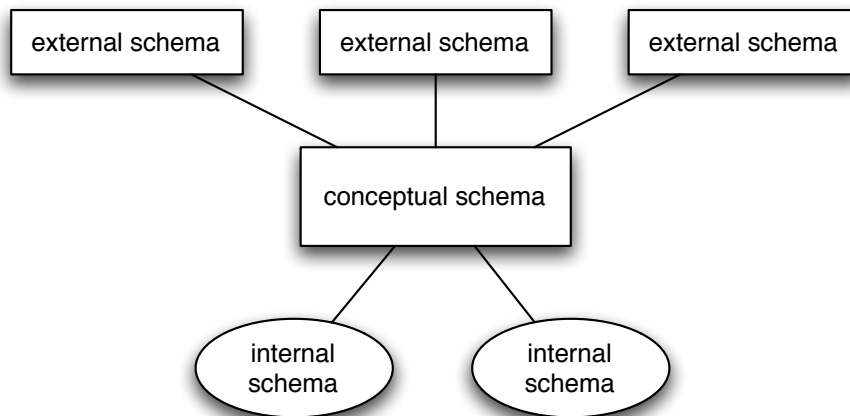 external schema
external schema
external schema
conceptual schema
internal
schema
internal
schema